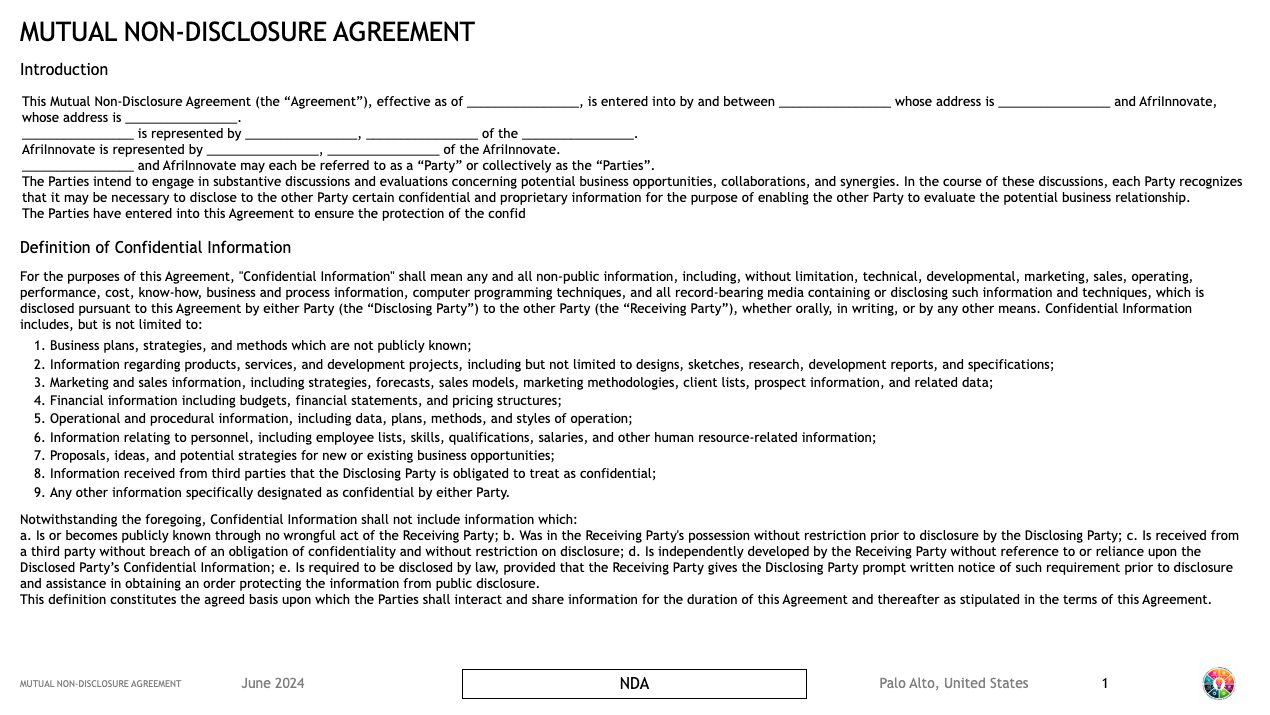 MUTUAL NON-DISCLOSURE AGREEMENT
Introduction
This Mutual Non-Disclosure Agreement (the “Agreement”), effective as of ________________, is entered into by and between ________________ whose address is ________________ and AfriInnovate,
whose address is ________________.
________________ is represented by ________________, ________________ of the ________________.
AfriInnovate is represented by ________________, ________________ of the AfriInnovate.
________________ and AfriInnovate may each be referred to as a “Party” or collectively as the “Parties”.
The Parties intend to engage in substantive discussions and evaluations concerning potential business opportunities, collaborations, and synergies. In the course of these discussions, each Party recognizes
that it may be necessary to disclose to the other Party certain confidential and proprietary information for the purpose of enabling the other Party to evaluate the potential business relationship.
The Parties have entered into this Agreement to ensure the protection of the confid
Definition of Confidential Information
For the purposes of this Agreement, "Confidential Information" shall mean any and all non-public information, including, without limitation, technical, developmental, marketing, sales, operating,
performance, cost, know-how, business and process information, computer programming techniques, and all record-bearing media containing or disclosing such information and techniques, which is
disclosed pursuant to this Agreement by either Party (the “Disclosing Party”) to the other Party (the “Receiving Party”), whether orally, in writing, or by any other means. Confidential Information
includes, but is not limited to:
1. Business plans, strategies, and methods which are not publicly known;
2. Information regarding products, services, and development projects, including but not limited to designs, sketches, research, development reports, and specifications;
3. Marketing and sales information, including strategies, forecasts, sales models, marketing methodologies, client lists, prospect information, and related data;
4. Financial information including budgets, financial statements, and pricing structures;
5. Operational and procedural information, including data, plans, methods, and styles of operation;
6. Information relating to personnel, including employee lists, skills, qualifications, salaries, and other human resource-related information;
7. Proposals, ideas, and potential strategies for new or existing business opportunities;
8. Information received from third parties that the Disclosing Party is obligated to treat as confidential;
9. Any other information specifically designated as confidential by either Party.
Notwithstanding the foregoing, Confidential Information shall not include information which:
a. Is or becomes publicly known through no wrongful act of the Receiving Party; b. Was in the Receiving Party's possession without restriction prior to disclosure by the Disclosing Party; c. Is received from
a third party without breach of an obligation of confidentiality and without restriction on disclosure; d. Is independently developed by the Receiving Party without reference to or reliance upon the
Disclosed Party’s Confidential Information; e. Is required to be disclosed by law, provided that the Receiving Party gives the Disclosing Party prompt written notice of such requirement prior to disclosure
and assistance in obtaining an order protecting the information from public disclosure.
This definition constitutes the agreed basis upon which the Parties shall interact and share information for the duration of this Agreement and thereafter as stipulated in the terms of this Agreement.
MUTUAL NON-DISCLOSURE AGREEMENT June 2024 NDA Palo Alto, United States 1